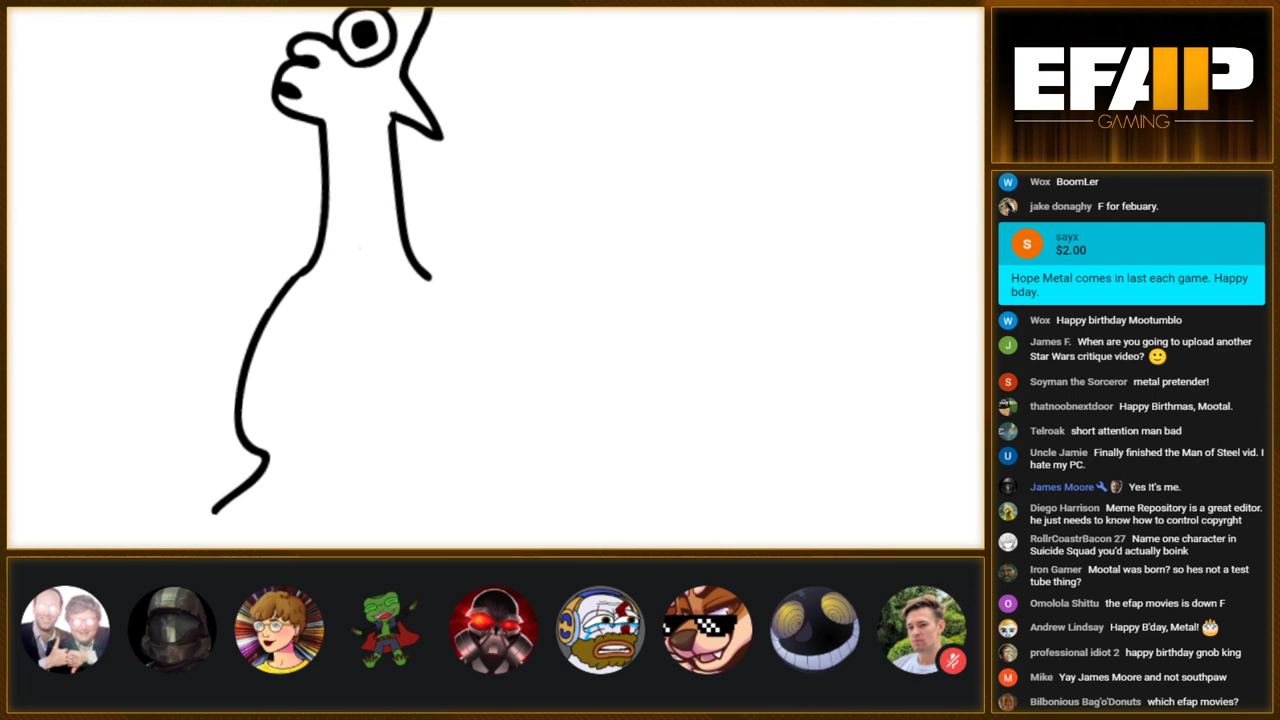 EFAP
GAMING
Wox BoomLer
jake donaghy F for febuary.
S
sayx
$2.00
Hope Metal comes in last each game. Happy
bday.
W
Wox Happy birthday Mootumblo
J
James F. When are you going to upload another
Star Wars critique video?
S
Soyman the Sorceror metal pretender!
thatnoobnextdoor Happy Birthmas, Mootal.
Telroak short attention man bad
U
Uncle Jamie Finally finished the Man of Steel vid. I
hate my PC.
James Moore Yes It's me.
Diego Harrison Meme Repository is a great editor.
he just needs to know how to control copyrght
RollrCoastrBacon 27 Name one character in
Suicide Squad you'd actually boink
Iron Gamer Mootal was born? so hes not a test
tube thing?
O
Omolola Shittu the efap movies is down F
Andrew Lindsay Happy B'day, Metal!
professional idiot 2 happy birthday gnob king
M
Mike Yay James Moore and not southpaw
Bilbonious Bag'o'Donuts which efap movies?